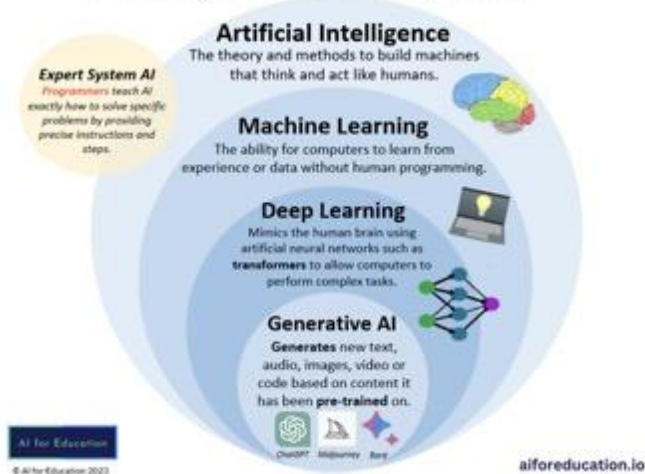 Artificial Intelligence
The theory and methods to build machines
that think and act like humans.
Expert System AI
Programmers teach AI
exactly how to solve specific
problems by providing
precise instructions and
steps.
Machine Learning
The ability for computers to learn from
experience or data without human programming.
Deep Learning
Mimics the human brain using
artificial neural networks such as
transformers to allow computers to
perform complex tasks.
Generative AI
Generates new text,
audio, images, video or
code based on content it
has been pre-trained on.
ChatGPT Midjourney Bard
AI for Education
© AI for Education 2023
aiforeducation.io